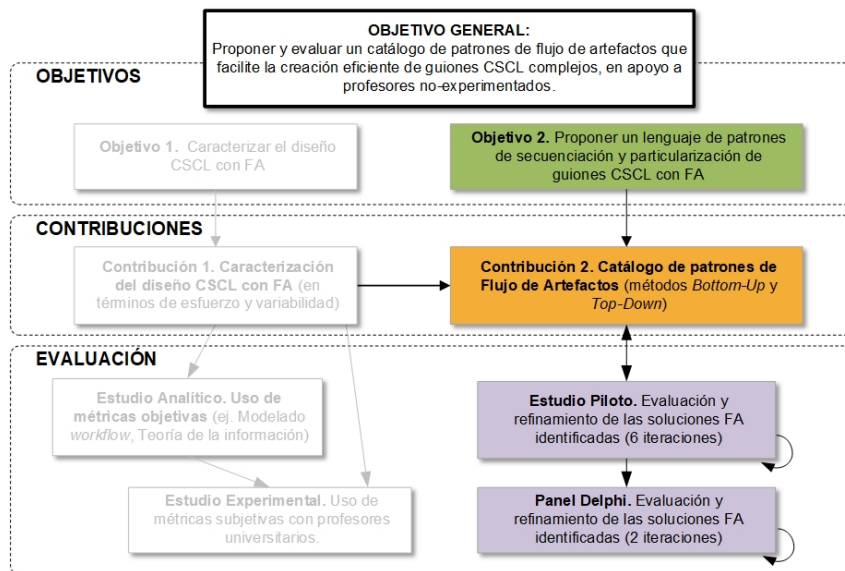 OBJETIVO GENERAL:
Proponer y evaluar un catálogo de patrones de flujo de artefactos que
facilite la creación eficiente de guiones CSCL complejos, en apoyo a
profesores no-experimentados.
OBJETIVOS
Objetivo 1. Caracterizar el diseño
CSCL con FA
Objetivo 2. Proponer un lenguaje de patrones
de secuenciación y particularización de
guiones CSCL con FA
CONTRIBUCIONES
Contribución 1. Caracterización
del diseño CSCL con FA (en
términos de esfuerzo y variabilidad)
Contribución 2. Catálogo de patrones de
Flujo de Artefactos (métodos Bottom-Up y
Top-Down)
EVALUACIÓN
Estudio Analítico. Uso de
métricas objetivas (ej. Modelado
workflow, Teoría de la información)
Estudio Piloto. Evaluación y
refinamiento de las soluciones FA
identificadas (6 iteraciones)
Estudio Experimental. Uso de
métricas subjetivas con profesores
universitarios.
Panel Delphi. Evaluación y
refinamiento de las soluciones FA
identificadas (2 iteraciones)